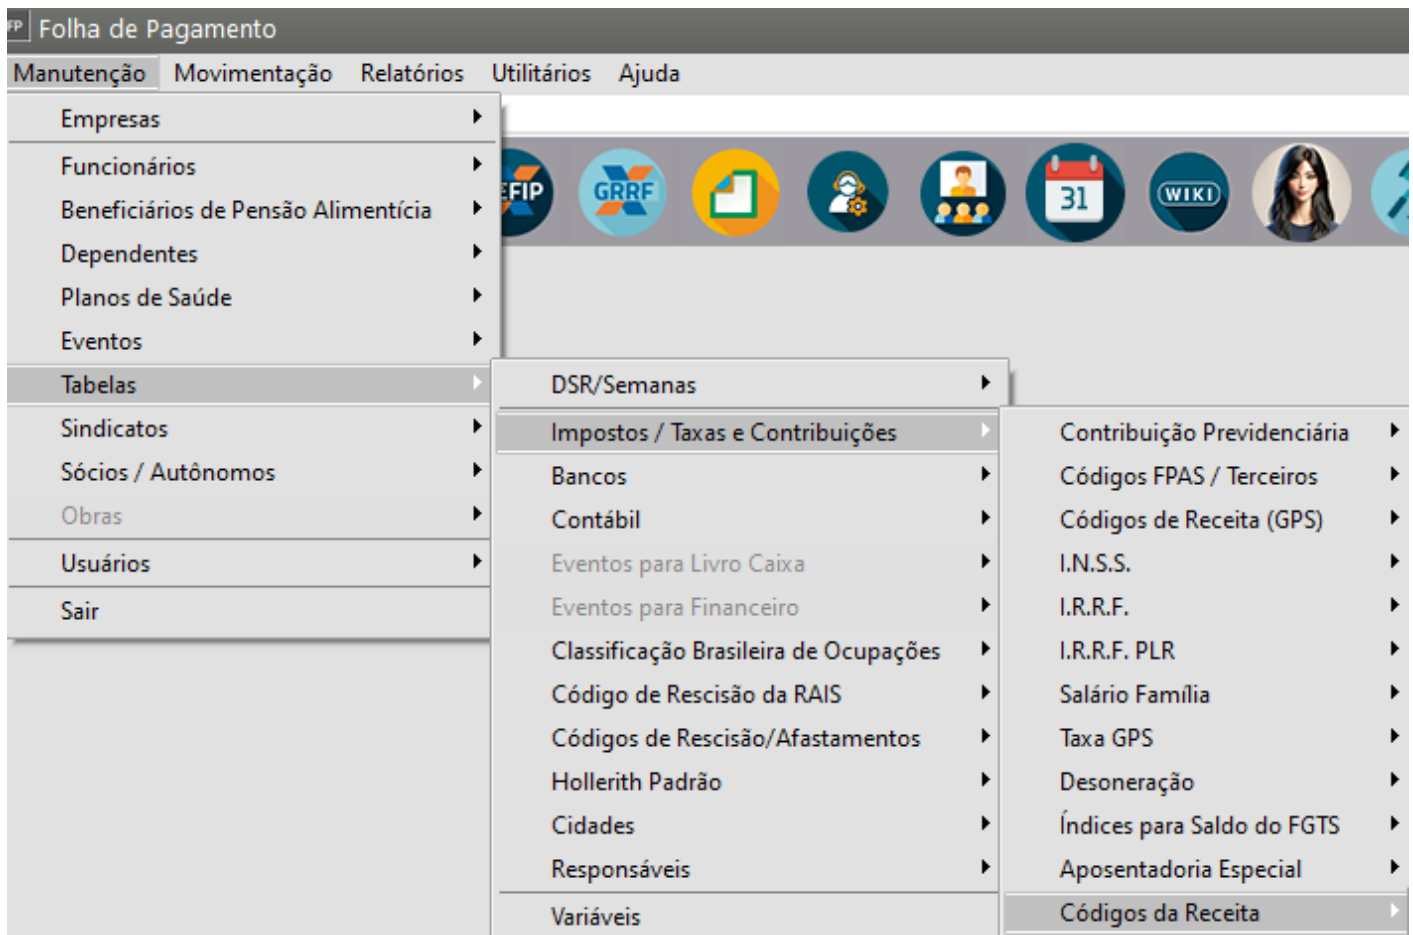 FP Folha de Pagamento
Manutenção Movimentação Relatórios Utilitários Ajuda
Empresas
Funcionários
Beneficiários de Pensão Alimentícia
Dependentes
Planos de Saúde
Eventos
Tabelas
Sindicatos
Sócios / Autônomos
Obras
Usuários
Sair
EFIP
GRRF
31
WIKI
DSR/Semanas
Impostos / Taxas e Contribuições
Bancos
Contábil
Eventos para Livro Caixa
Eventos para Financeiro
Classificação Brasileira de Ocupações
Código de Rescisão da RAIS
Códigos de Rescisão/Afastamentos
Hollerith Padrão
Cidades
Responsáveis
Variáveis
Contribuição Previdenciária
Códigos FPAS / Terceiros
Códigos de Receita (GPS)
I.N.S.S.
I.R.R.F.
I.R.R.F. PLR
Salário Família
Taxa GPS
Desoneração
Índices para Saldo do FGTS
Aposentadoria Especial
Códigos da Receita